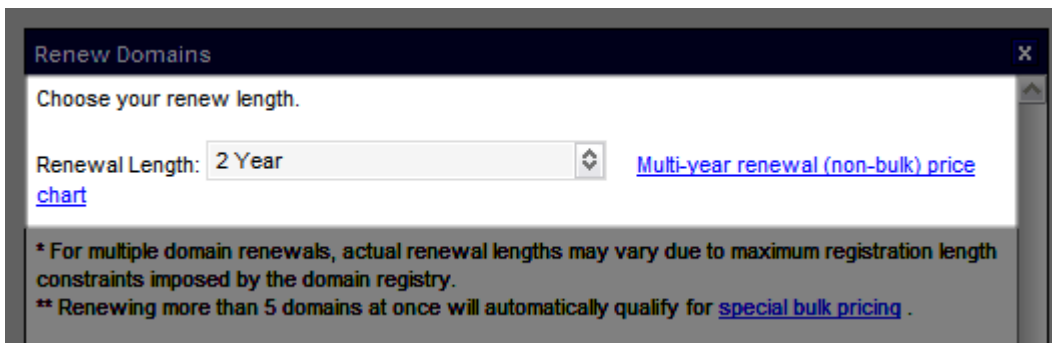 Renew Domains x
Choose your renew length.
Renewal Length: 2 Year Multi-year renewal (non-bulk) price
chart
* For multiple domain renewals, actual renewal lengths may vary due to maximum registration length
constraints imposed by the domain registry.
** Renewing more than 5 domains at once will automatically qualify for special bulk pricing .